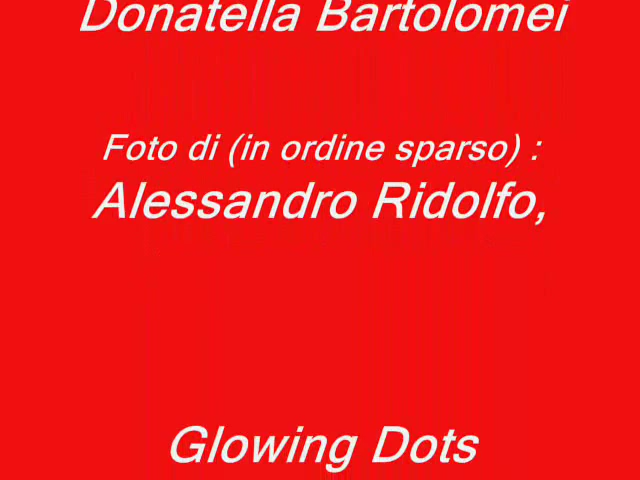 Donatella Bartolomei
Foto di (in ordine sparso) :
Alessandro Ridolfo,
Glowing Dots